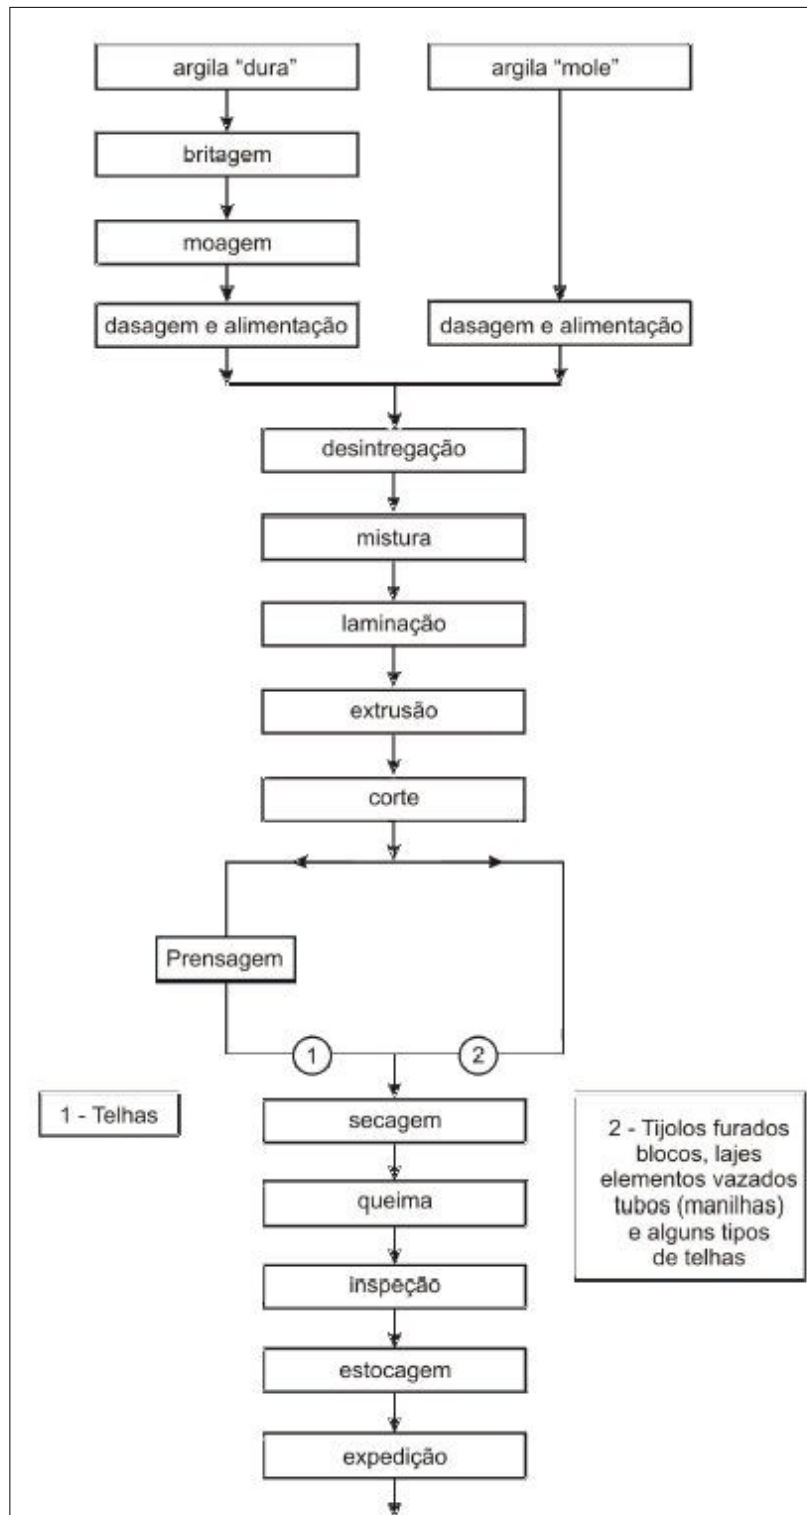 argila “dura”
argila “mole”
britagem
moagem
dasagem e alimentação
dasagem e alimentação
desintregação
mistura
laminação
extrusão
corte
Prensagem
1
2
1 - Telhas
secagem
2 - Tijolos furados
blocos, lajes
elementos vazados
tubos (manilhas)
e alguns tipos
de telhas
queima
inspeção
estocagem
expedição